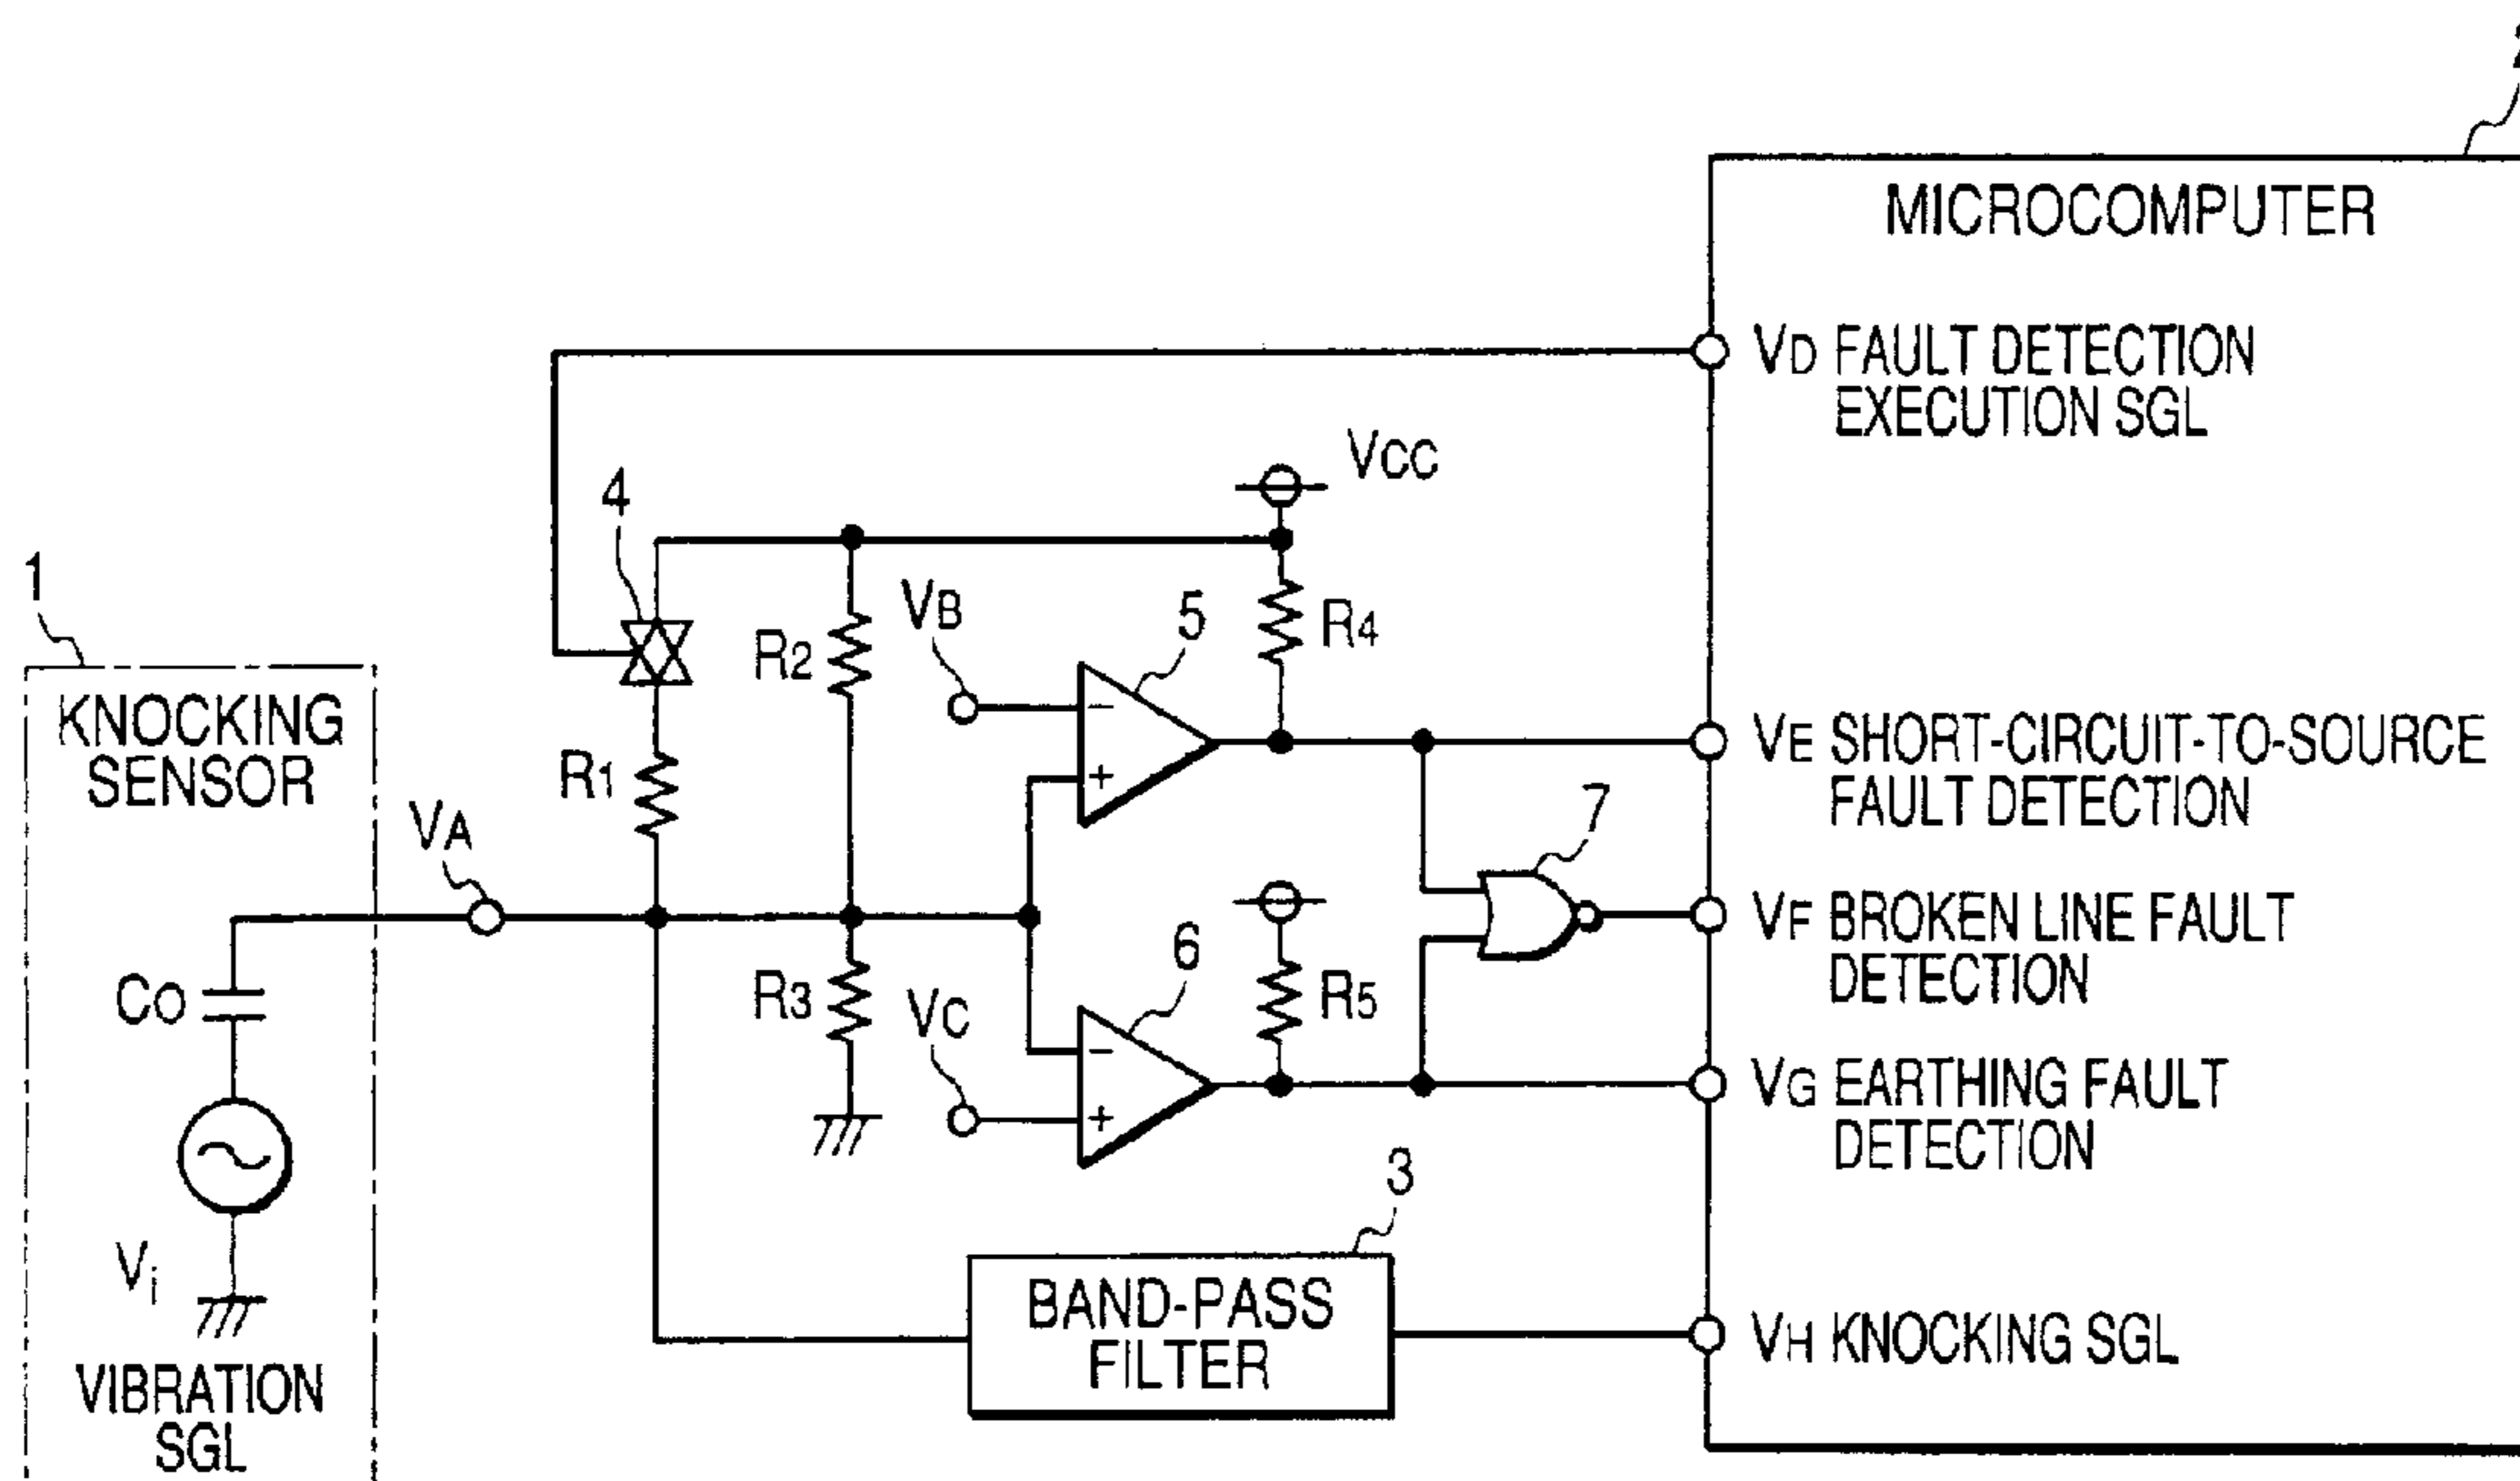 MICROCOMPUTER
VD FAULT DETECTION
EXECUTION SGL
VCC
4
1
VB
5
R4
R2
KNOCKING
SENSOR
R1
VE SHORT-CIRCUIT-TO-SOURCE
FAULT DETECTION
7
VA
VF BROKEN LINE FAULT
DETECTION
6
C0
R3
VC
R5
VG EARTHING FAULT
DETECTION
3
Vi
BAND-PASS
FILTER
VH KNOCKING SGL
VIBRATION
SGL
- 
+
-
+